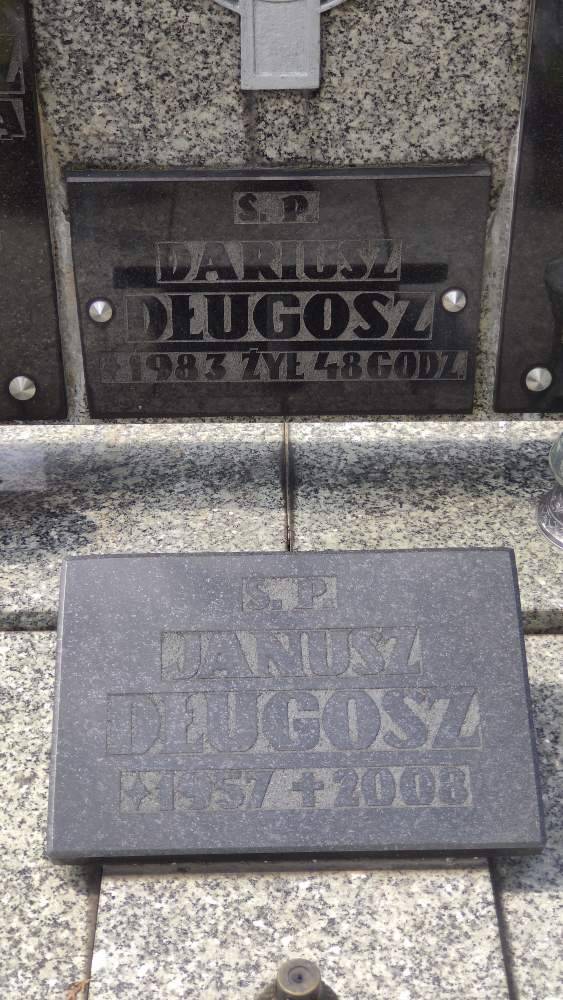 Ś. P.
DARIUSZ
DŁUGOSZ
+1983 ŻYŁ 48 GODZ.
Ś. P.
JANUSZ
DŁUGOSZ
1957 + 2008